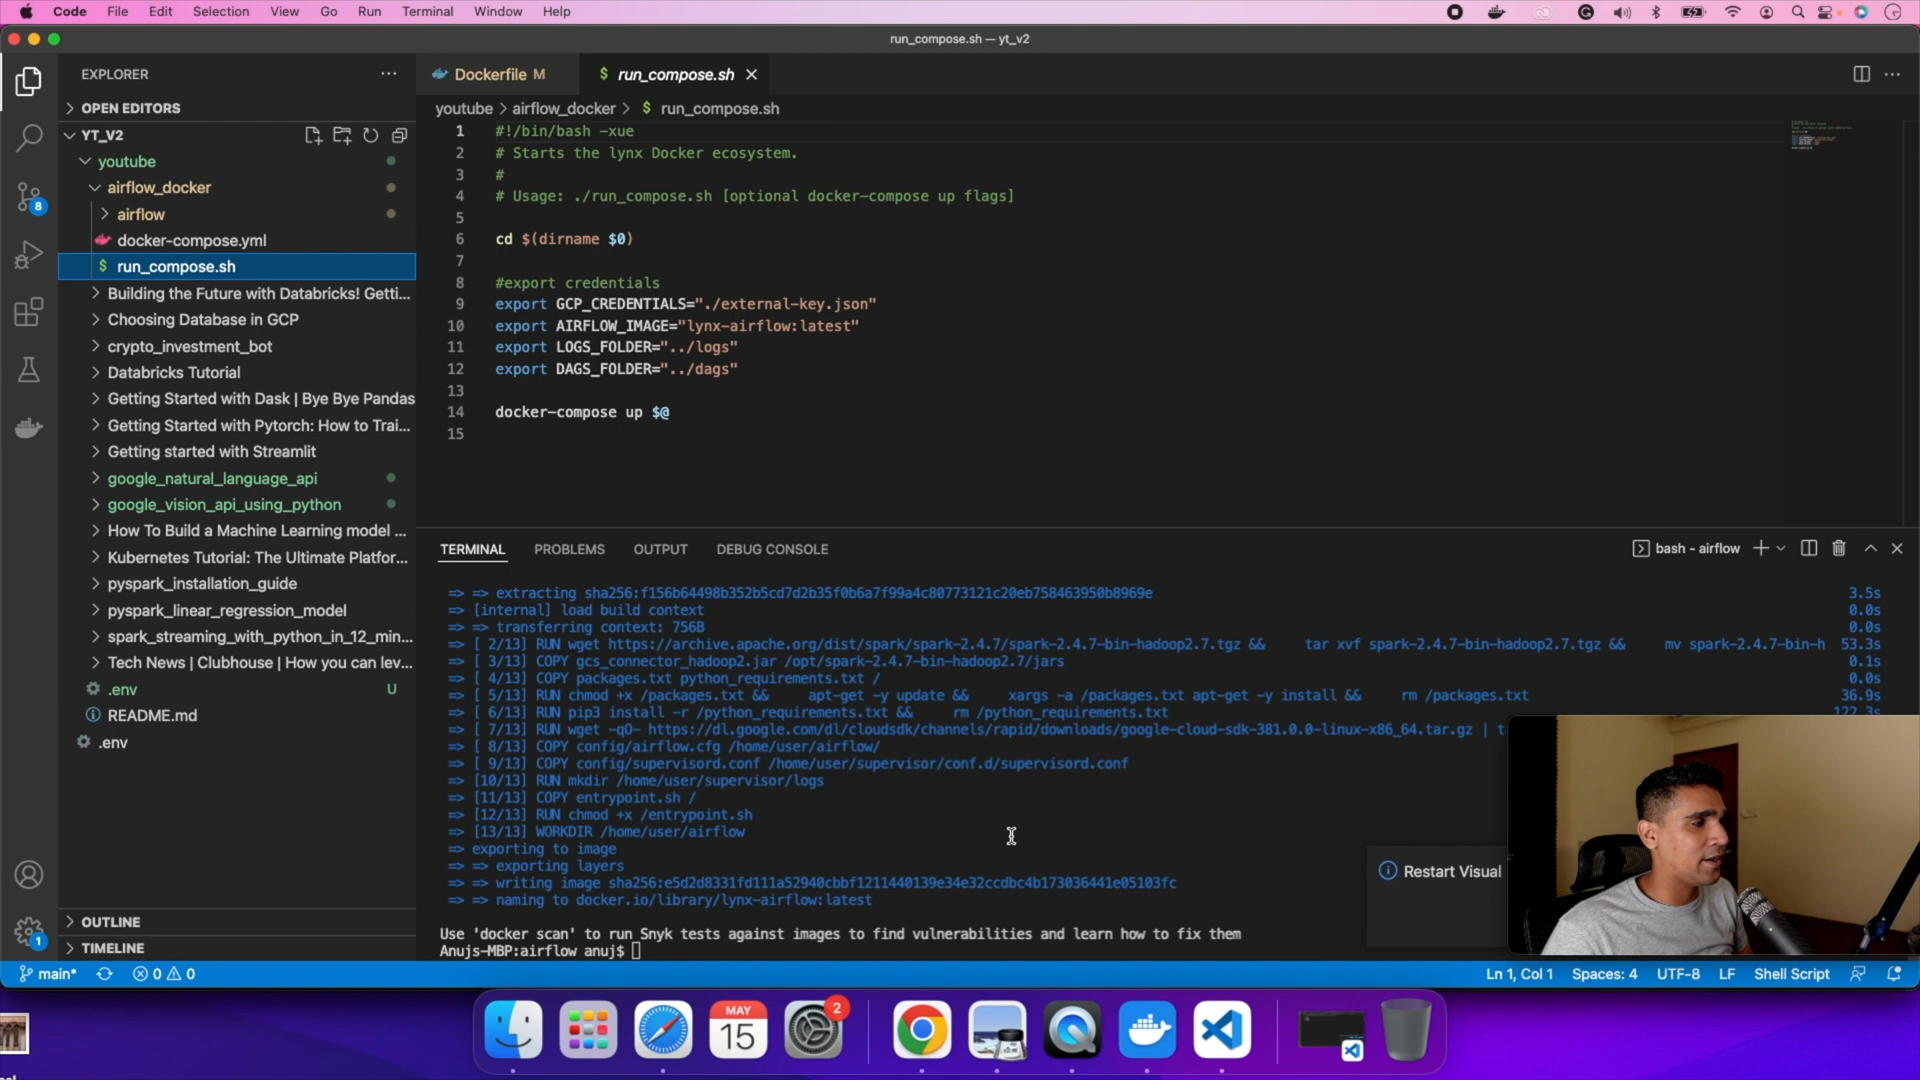 Code File Edit Selection View Go Run Terminal Window Help
run_compose.sh — yt_v2
EXPLORER
Dockerfile M
$ run_compose.sh
OPEN EDITORS
youtube > airflow_docker > $ run_compose.sh
YT_V2
youtube
airflow_docker
airflow
docker-compose.yml
$ run_compose.sh
Building the Future with Databricks! Getti...
Choosing Database in GCP
crypto_investment_bot
Databricks Tutorial
Getting Started with Dask | Bye Bye Pandas
Getting Started with Pytorch: How to Trai...
Getting started with Streamlit
google_natural_language_api
google_vision_api_using_python
How To Build a Machine Learning model ...
Kubernetes Tutorial: The Ultimate Platfor...
pyspark_installation_guide
pyspark_linear_regression_model
spark_streaming_with_python_in_12_min...
Tech News | Clubhouse | How you can lev...
.env U
README.md
.env
OUTLINE
TIMELINE
8
1
1 #!/bin/bash -xue
2 # Starts the lynx Docker ecosystem.
3 #
4 # Usage: ./run_compose.sh [optional docker-compose up flags]
5
6 cd $(dirname $0)
7
8 #export credentials
9 export GCP_CREDENTIALS="./external-key.json"
10 export AIRFLOW_IMAGE="lynx-airflow:latest"
11 export LOGS_FOLDER="../logs"
12 export DAGS_FOLDER="../dags"
13
14 docker-compose up $@
15
TERMINAL PROBLEMS OUTPUT DEBUG CONSOLE
bash - airflow
=> => extracting sha256:f156b64498b352b5cd7d2b35f0b6a7f99a4c80773121c20eb758463950b8969e 3.5s
=> [internal] load build context 0.0s
=> => transferring context: 756B 0.0s
=> [ 2/13] RUN wget https://archive.apache.org/dist/spark/spark-2.4.7/spark-2.4.7-bin-hadoop2.7.tgz && tar xvf spark-2.4.7-bin-hadoop2.7.tgz && mv spark-2.4.7-bin-h 53.3s
=> [ 3/13] COPY gcs_connector_hadoop2.jar /opt/spark-2.4.7-bin-hadoop2.7/jars 0.1s
=> [ 4/13] COPY packages.txt python_requirements.txt / 0.0s
=> [ 5/13] RUN chmod +x /packages.txt && apt-get -y update && xargs -a /packages.txt apt-get -y install && rm /packages.txt 36.9s
=> [ 6/13] RUN pip3 install -r /python_requirements.txt && rm /python_requirements.txt 122.3s
=> [ 7/13] RUN wget -qO- https://dl.google.com/dl/cloudsdk/channels/rapid/downloads/google-cloud-sdk-381.0.0-linux-x86_64.tar.gz |
=> [ 8/13] COPY config/airflow.cfg /home/user/airflow/
=> [ 9/13] COPY config/supervisord.conf /home/user/supervisor/conf.d/supervisord.conf
=> [10/13] RUN mkdir /home/user/supervisor/logs
=> [11/13] COPY entrypoint.sh /
=> [12/13] RUN chmod +x /entrypoint.sh
=> [13/13] WORKDIR /home/user/airflow
=> exporting to image
=> => exporting layers
=> => writing image sha256:e5d2d8331fd111a52940cbbf1211440139e34e32ccdbc4b173036441e05103fc
=> => naming to docker.io/library/lynx-airflow:latest
Use 'docker scan' to run Snyk tests against images to find vulnerabilities and learn how to fix them
Anujs-MBP:airflow anuj$
Restart Visual
main* 0 0
Ln 1, Col 1 Spaces: 4 UTF-8 LF Shell Script
MAY
15
2